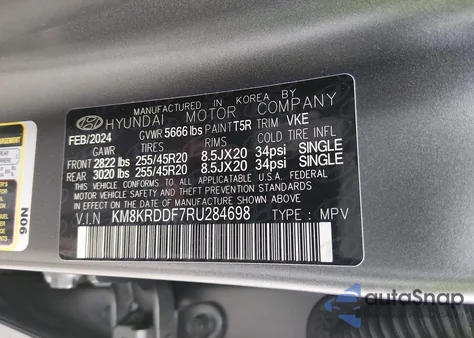 MANUFACTURED IN KOREA BY
HYUNDAI MOTOR COMPANY
FEB/2024 GVWR 5666 lbs PAINT T5R TRIM VKE
GAWR TIRES RIMS COLD TIRE INFL
FRONT 2822 lbs 255/45R20 8.5JX20 34psi SINGLE
REAR 3020 lbs 255/45R20 8.5JX20 34psi SINGLE
THIS VEHICLE CONFORMS TO ALL APPLICABLE U.S.A. FEDERAL
MOTOR VEHICLE SAFETY AND THEFT PREVENTION STANDARDS
IN EFFECT ON THE DATE OF MANUFACTURE SHOWN ABOVE.
V.I.N KM8KRDDF7RU284698 TYPE : MPV
N06
autoSnap